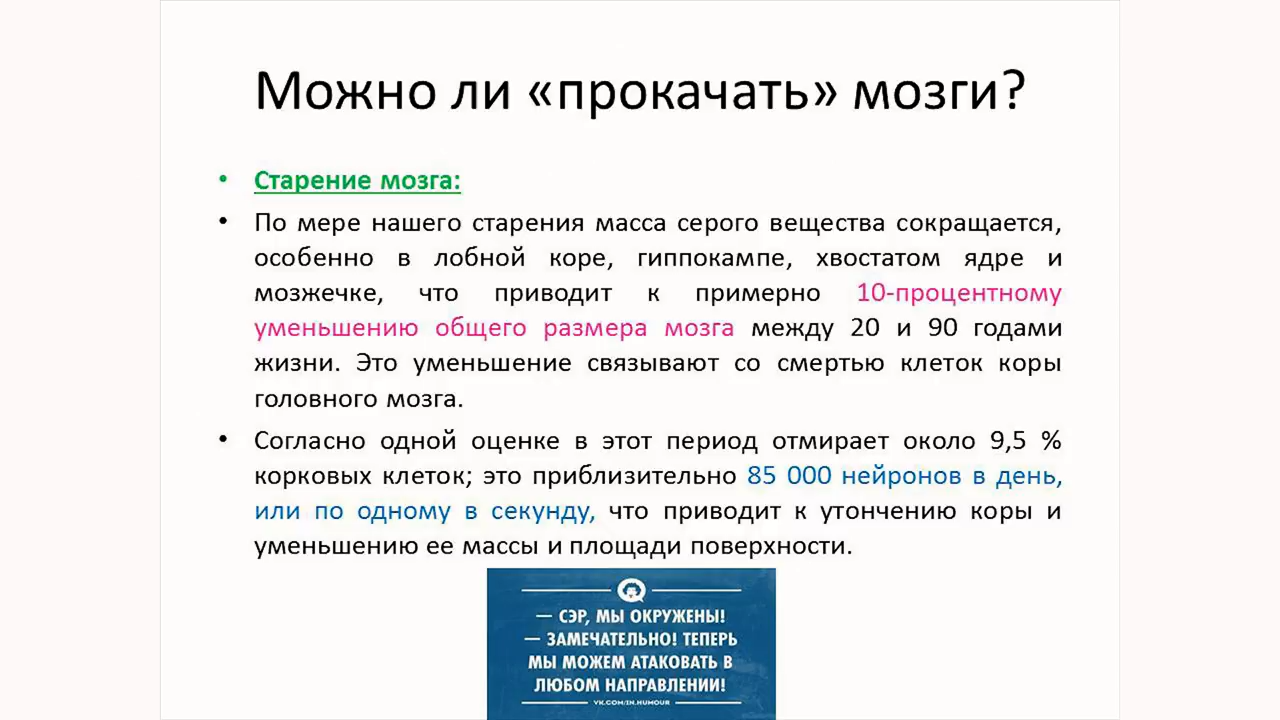 Можно ли «прокачать» мозги?
• Старение мозга:
• По мере нашего старения масса серого вещества сокращается,
особенно в лобной коре, гиппокампе, хвостатом ядре и
мозжечке, что приводит к примерно 10-процентному
уменьшению общего размера мозга между 20 и 90 годами
жизни. Это уменьшение связывают со смертью клеток коры
головного мозга.
• Согласно одной оценке в этот период отмирает около 9,5 %
корковых клеток; это приблизительно 85 000 нейронов в день,
или по одному в секунду, что приводит к утончению коры и
уменьшению ее массы и площади поверхности.
— СЭР, МЫ ОКРУЖЕНЫ!
— ЗАМЕЧАТЕЛЬНО! ТЕПЕРЬ
МЫ МОЖЕМ АТАКОВАТЬ В
ЛЮБОМ НАПРАВЛЕНИИ!
VK.COM/IN.HUMOUR